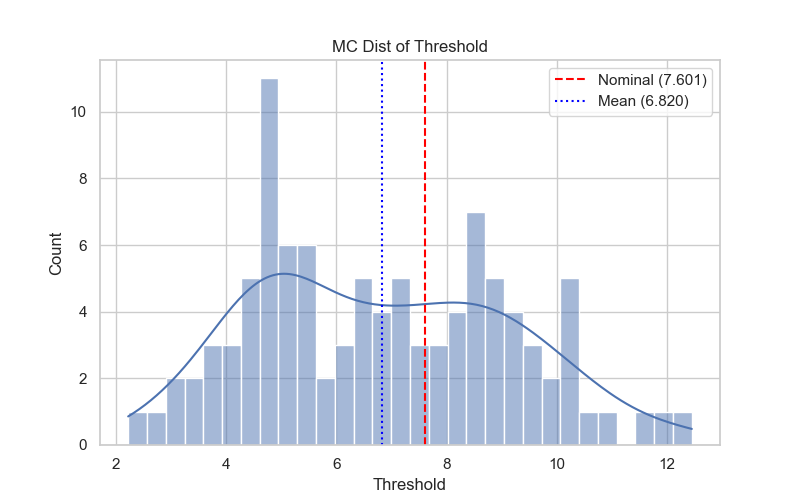 MC Dist of Threshold
Nominal (7.601)
Mean (6.820)
10
8
6
4
2
0
Count
2 4 6 8 10 12
Threshold